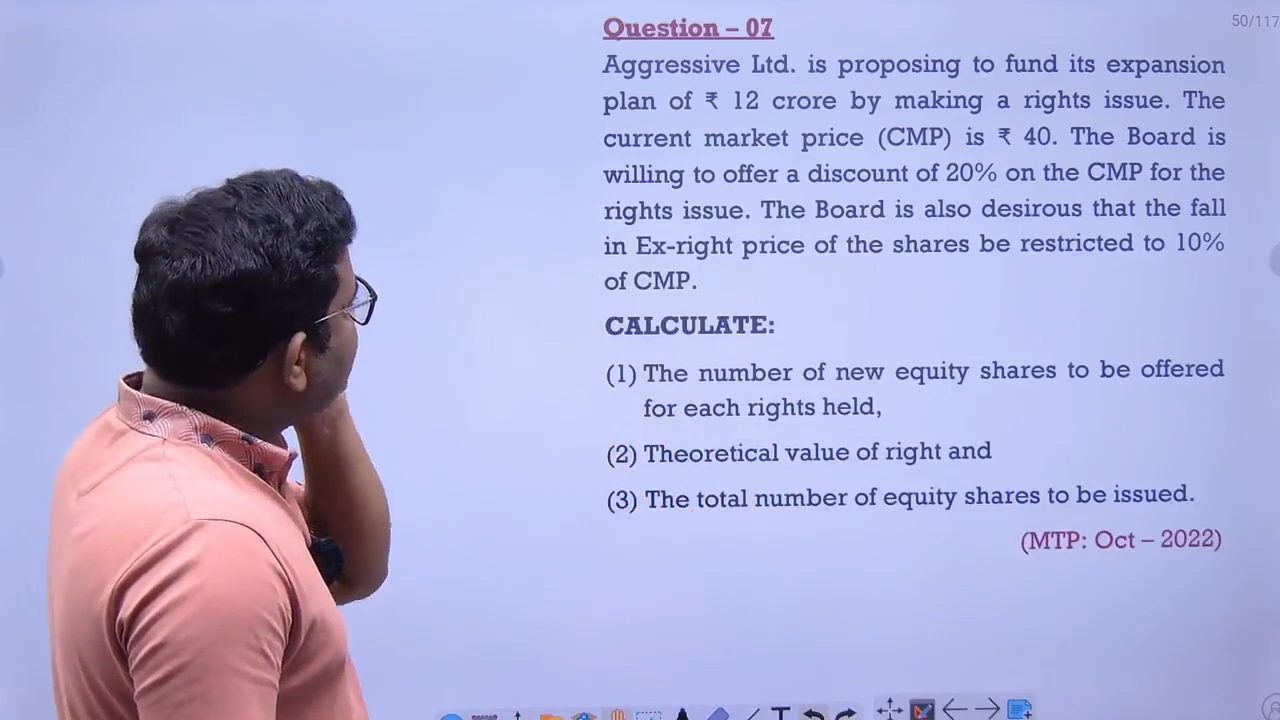 50/117
Question – 07
Aggressive Ltd. is proposing to fund its expansion
plan of ₹ 12 crore by making a rights issue. The
current market price (CMP) is ₹ 40. The Board is
willing to offer a discount of 20% on the CMP for the
rights issue. The Board is also desirous that the fall
in Ex-right price of the shares be restricted to 10%
of CMP.
CALCULATE:
(1) The number of new equity shares to be offered
for each rights held,
(2) Theoretical value of right and
(3) The total number of equity shares to be issued.
(MTP: Oct – 2022)